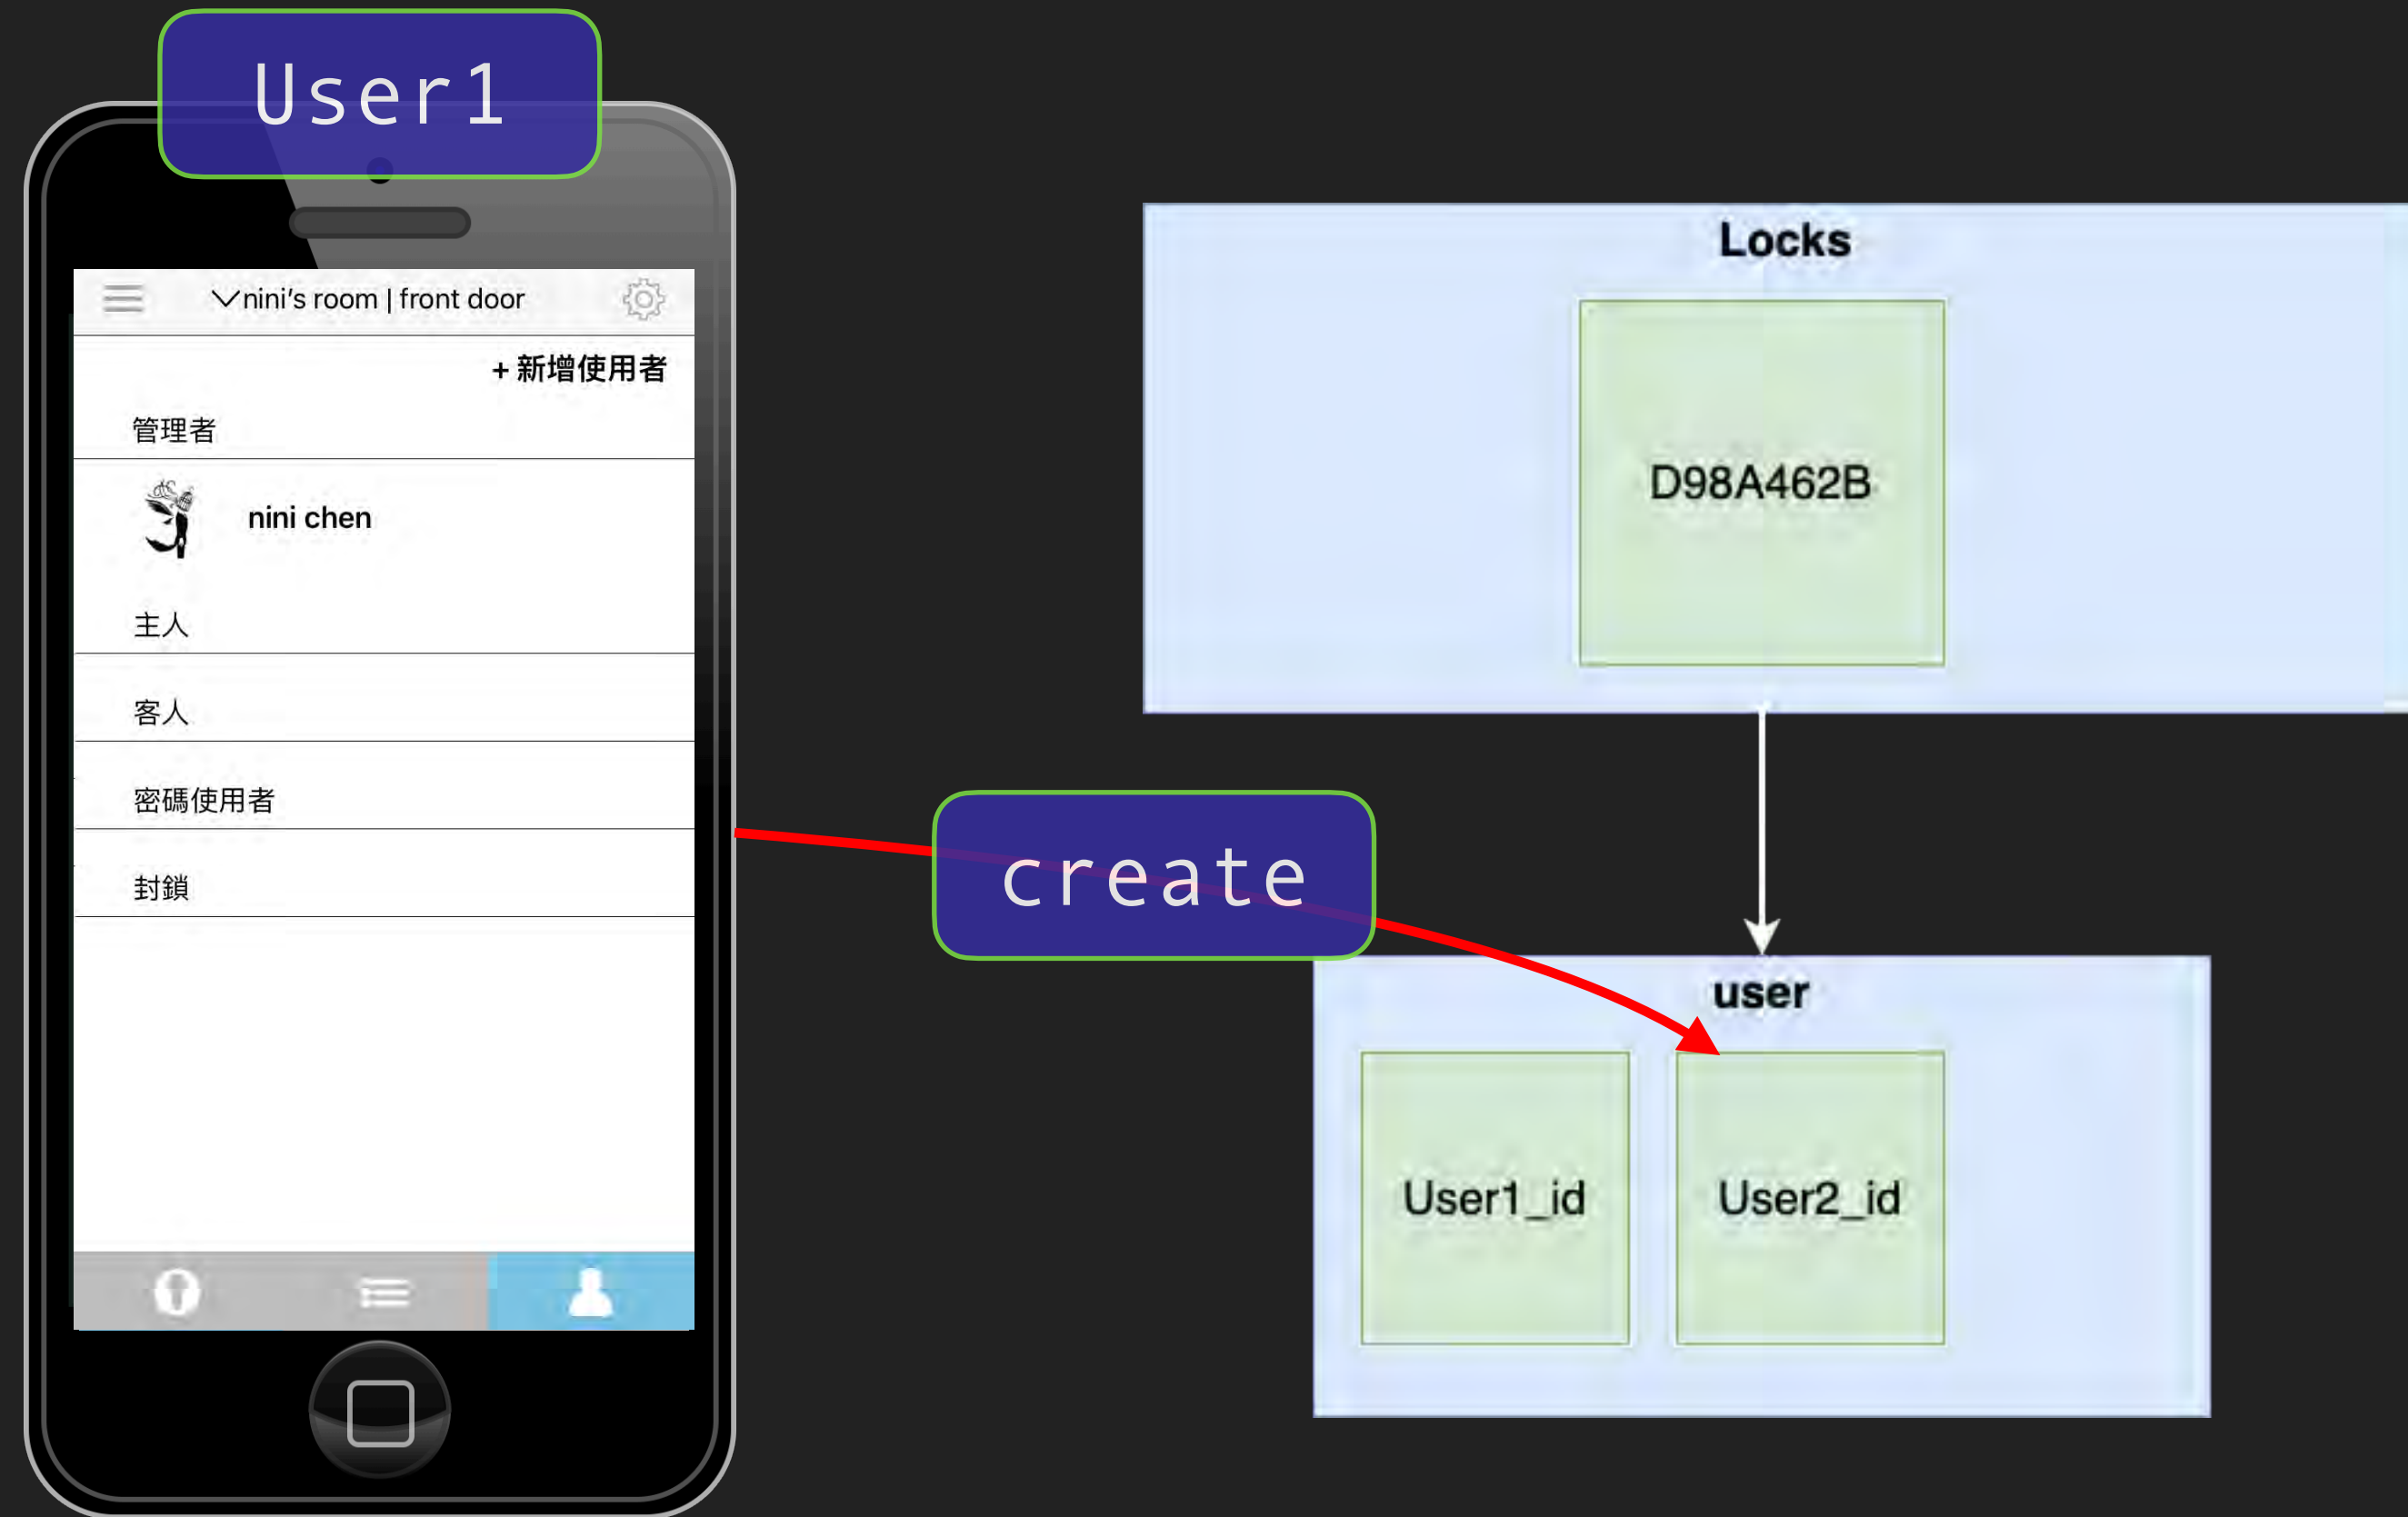 User1
nini's room | front door
+ 新增使用者
管理者
nini chen
主人
客人
密碼使用者
封鎖
create
Locks
D98A462B
user
User1_id
User2_id